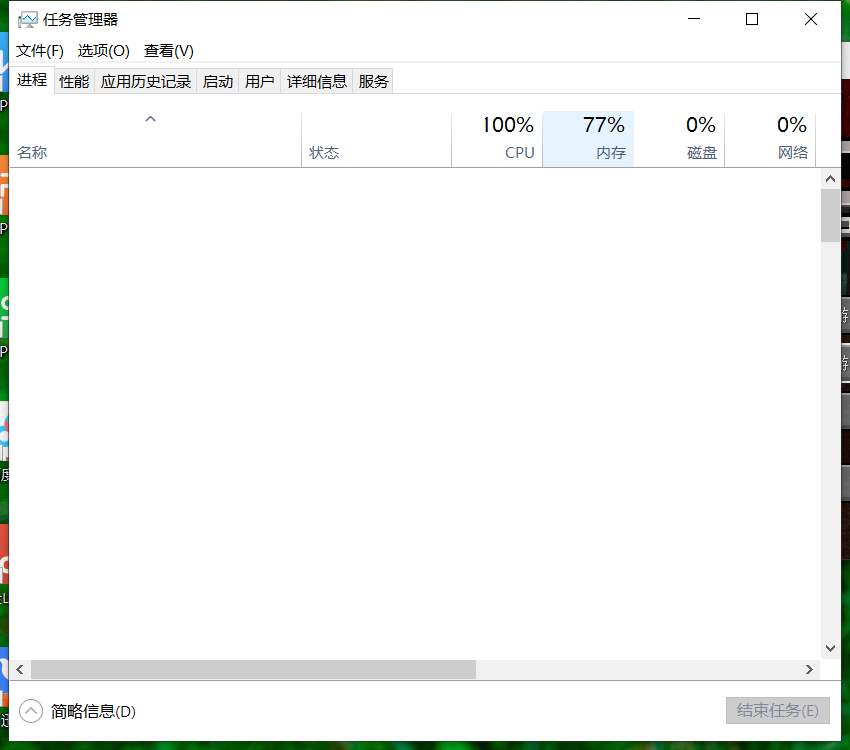 任务管理器
文件(F) 选项(O) 查看(V)
进程 性能 应用历史记录 启动 用户 详细信息 服务
100% 77% 0% 0%
名称 状态 CPU 内存 磁盘 网络
简略信息(D) 结束任务(E)